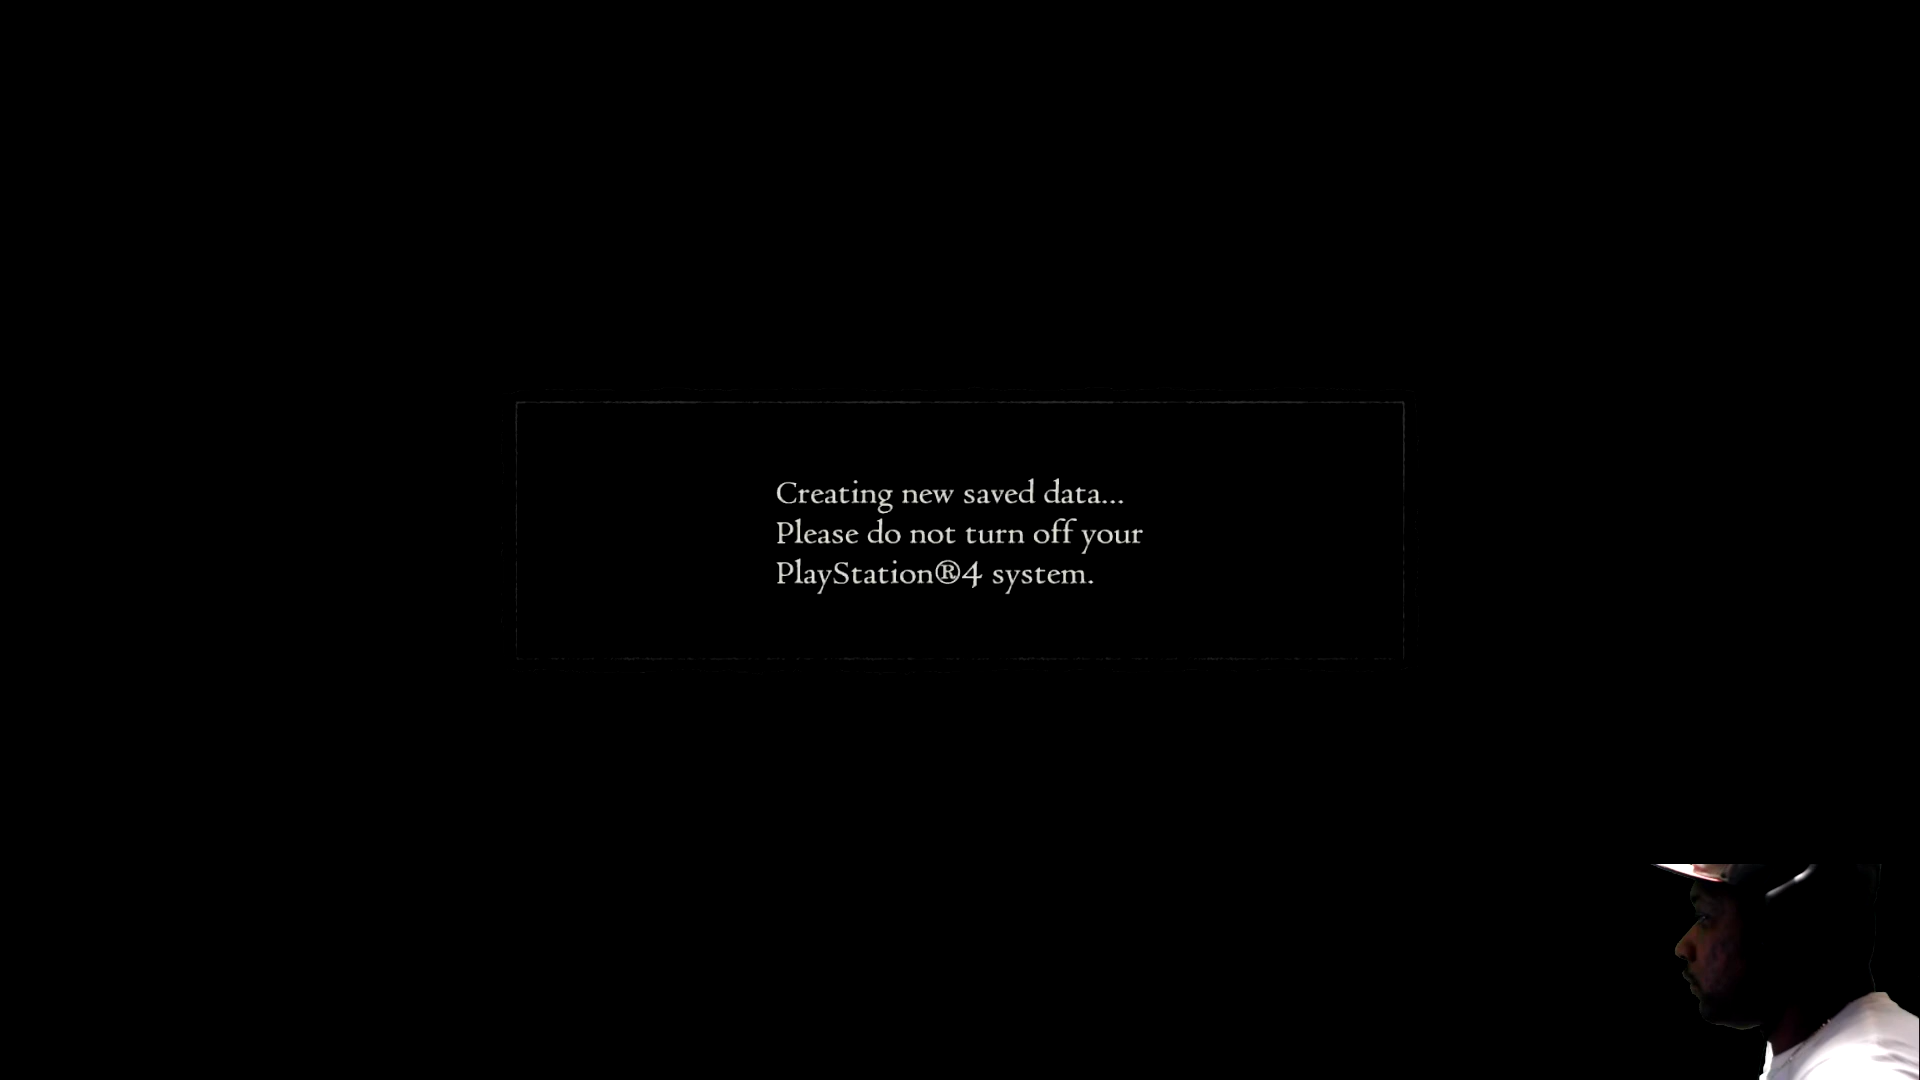 Creating new saved data...
Please do not turn off your
PlayStation®4 system.